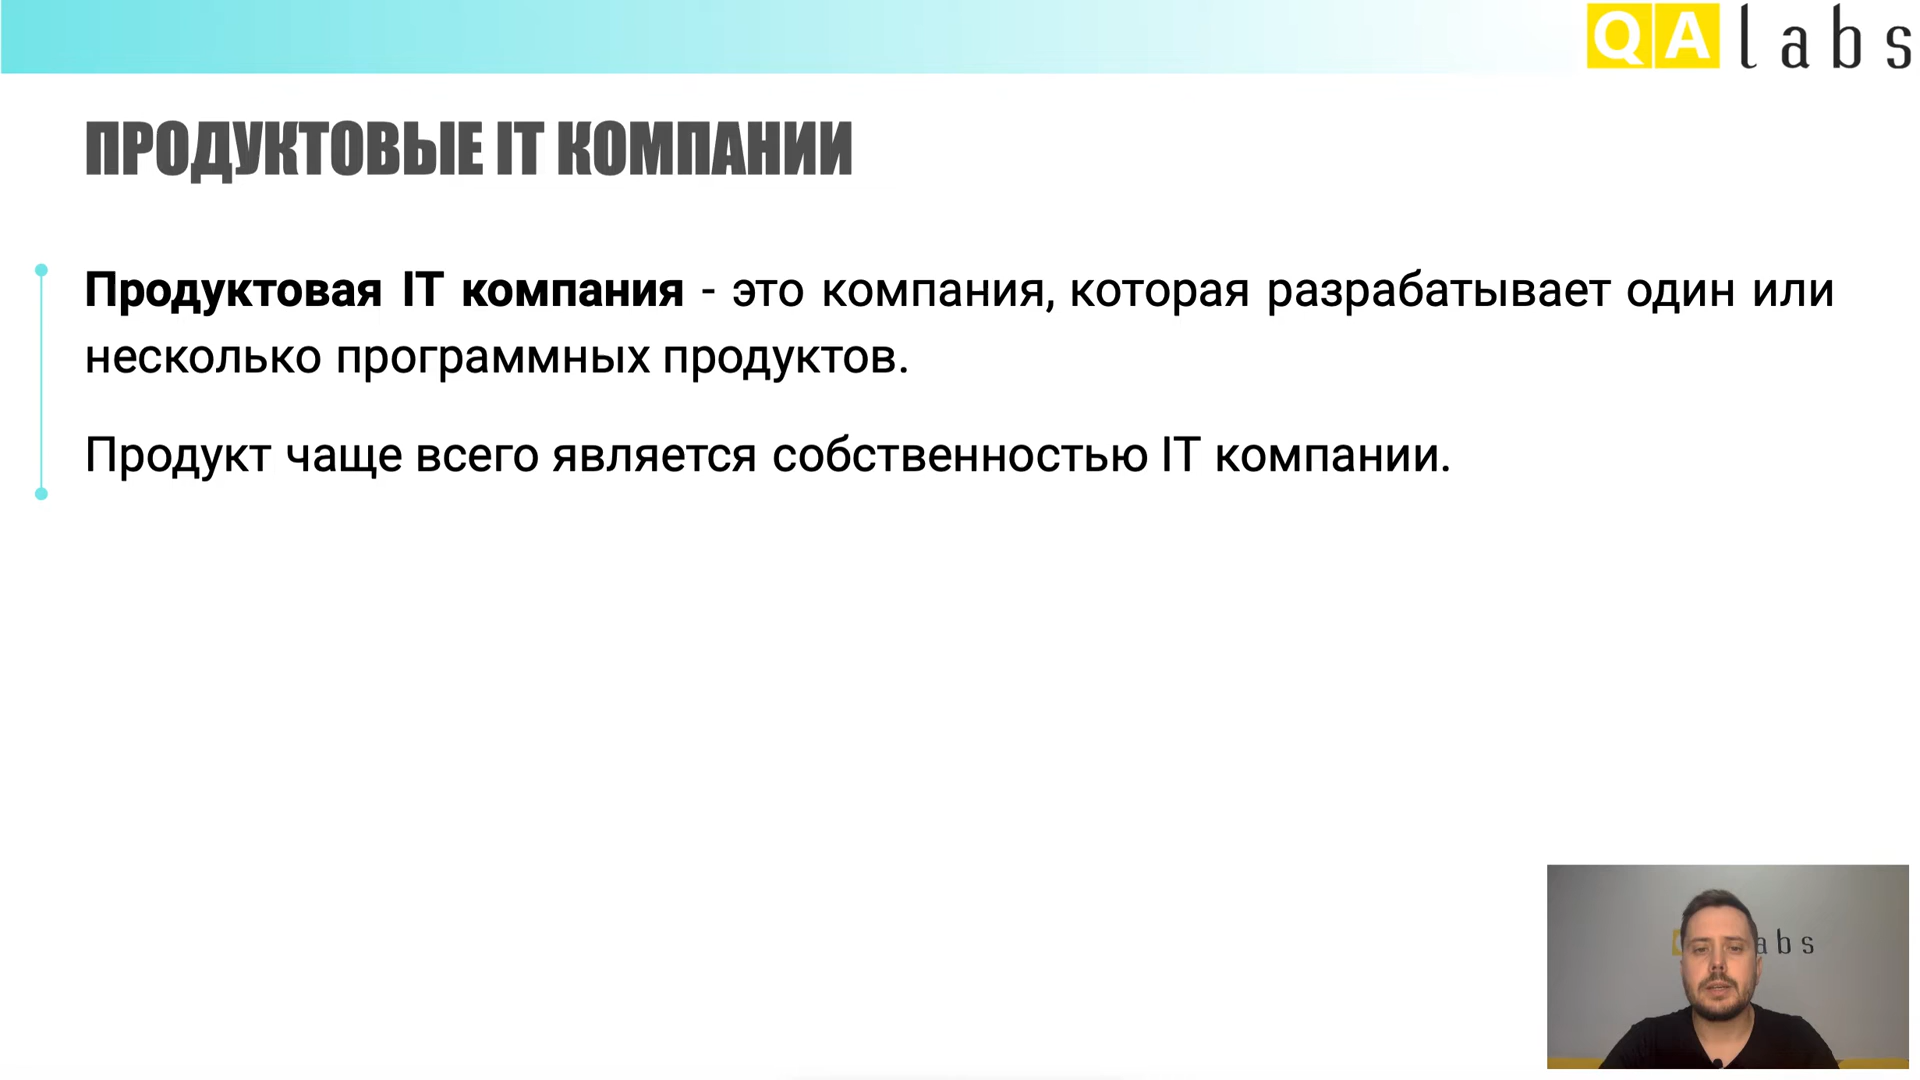 QA labs
ПРОДУКТОВЫЕ IT КОМПАНИИ
Продуктовая IT компания - это компания, которая разрабатывает один или
несколько программных продуктов.
Продукт чаще всего является собственностью IT компании.
abs